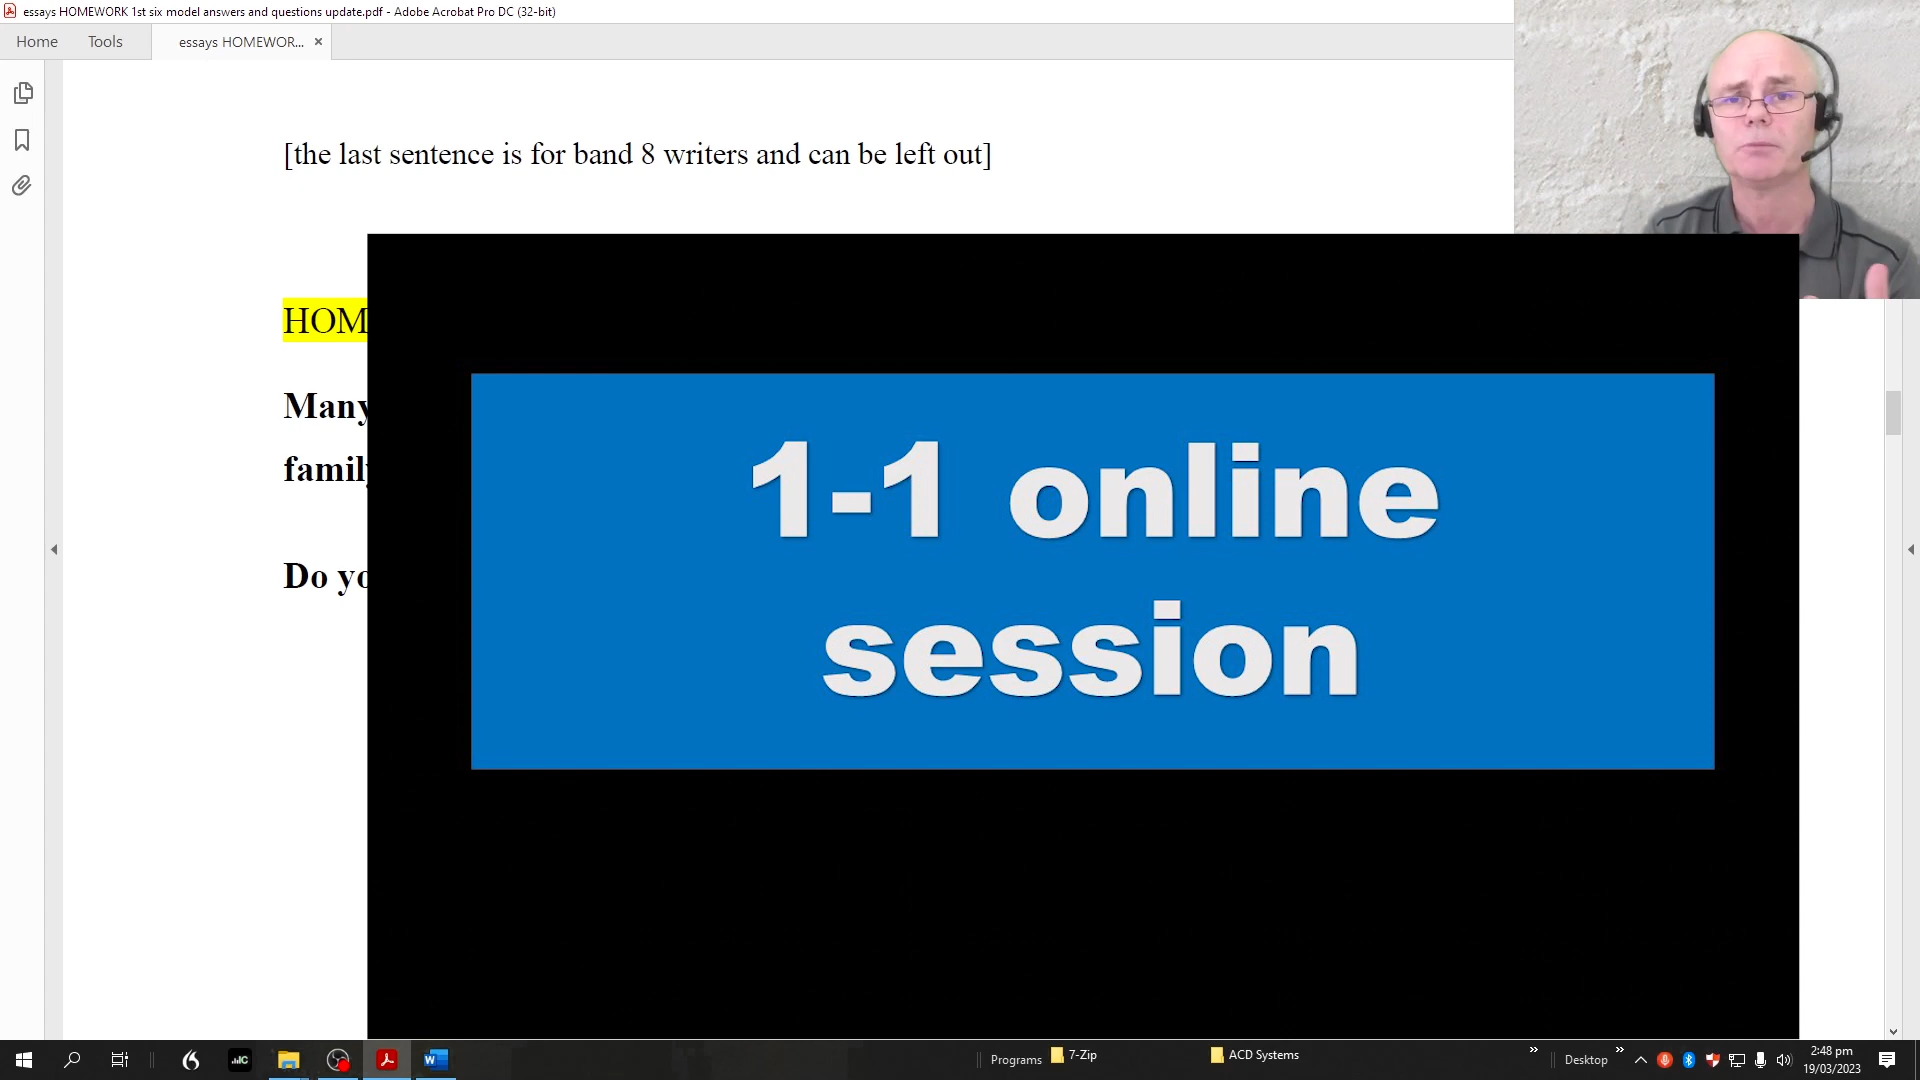 essays HOMEWORK 1st six model answers and questions update.pdf - Adobe Acrobat Pro DC (32-bit)
Home Tools essays HOMEWOR... ×
[the last sentence is for band 8 writers and can be left out]
HOM
Many
family
Do yo
1-1 online
session
Programs 7-Zip ACD Systems » Desktop » 2:48 pm
19/03/2023